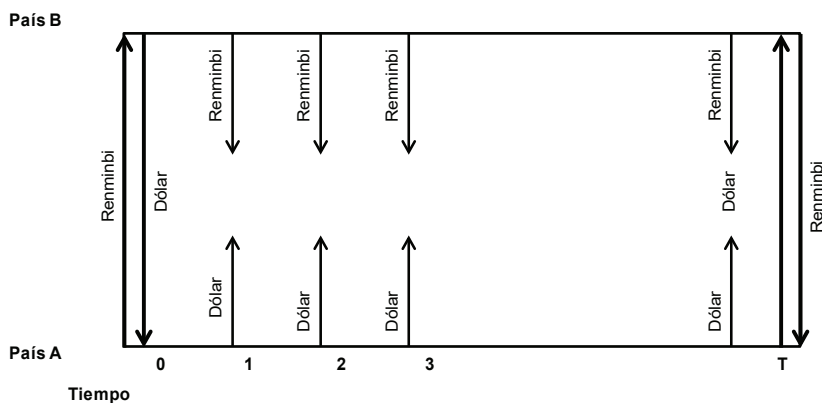 País B
Renminbi
Dólar
Renminbi
Renminbi
Renminbi
Renminbi
Dólar
Dólar
Dólar
Dólar
Dólar
Renminbi
País A
0
1
2
3
T
Tiempo